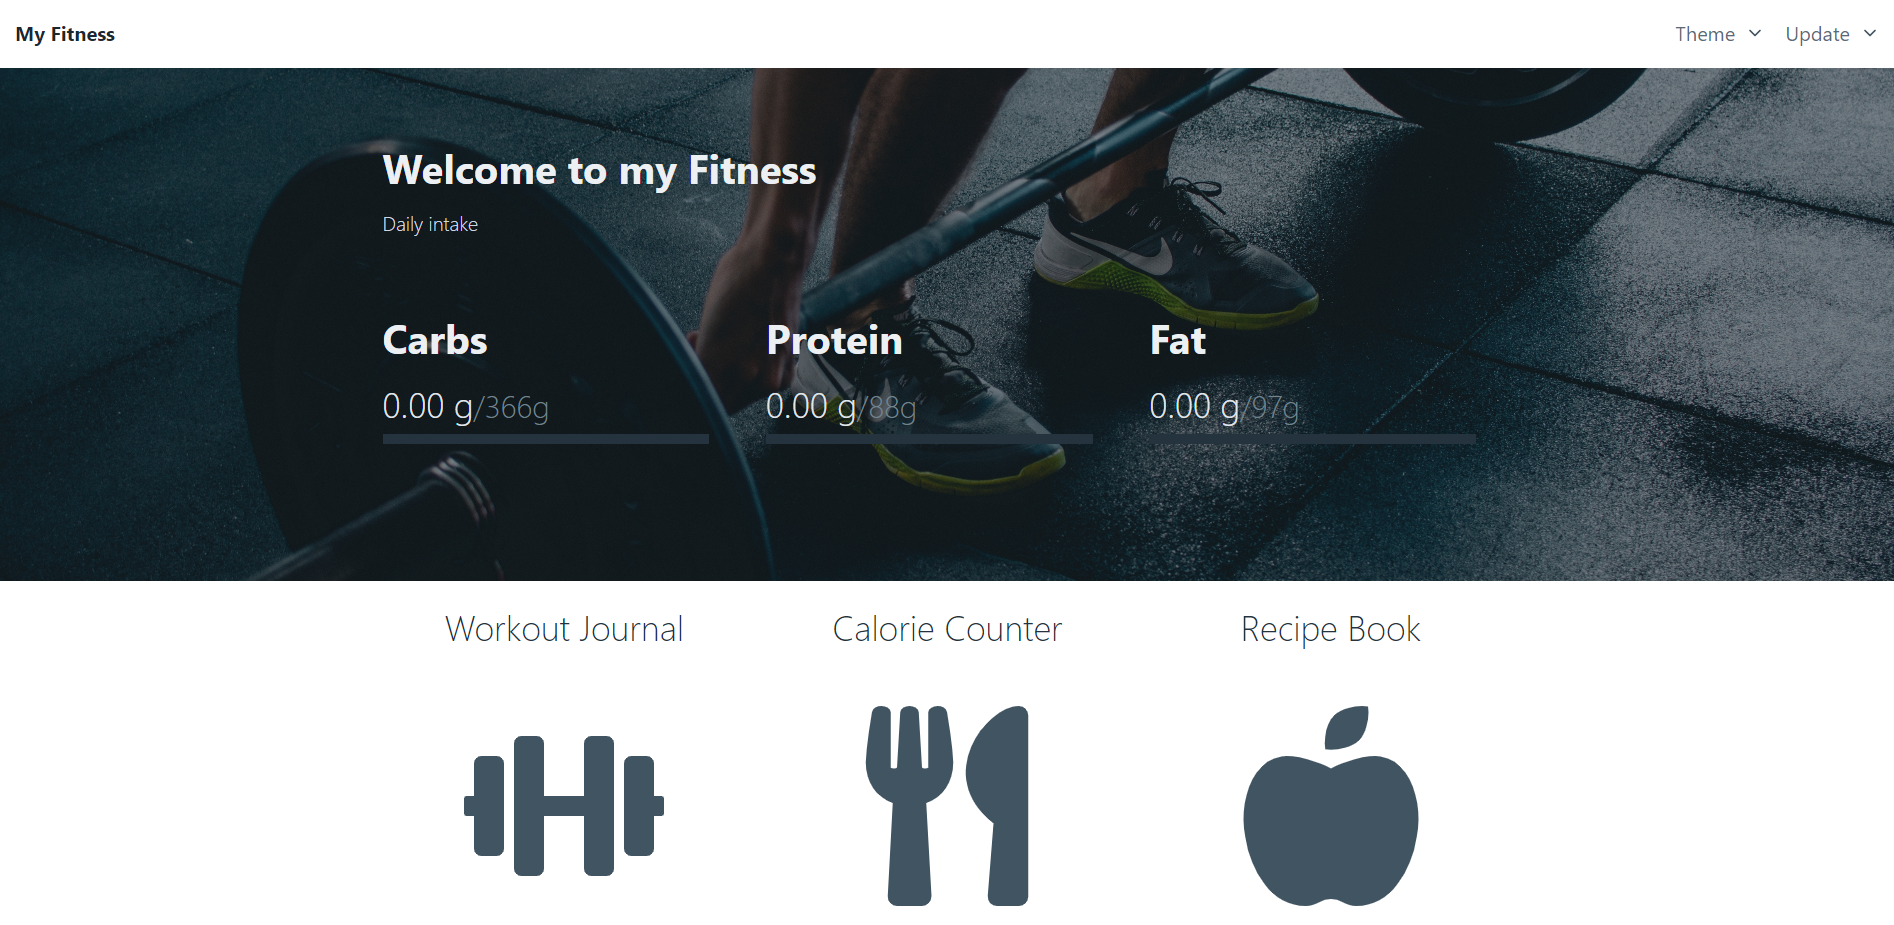 My Fitness
Theme
Update
Welcome to my Fitness
Daily intake
Carbs
Protein
Fat
0.00 g/366g
0.00 g/88g
0.00 g/97g
Workout Journal
Calorie Counter
Recipe Book